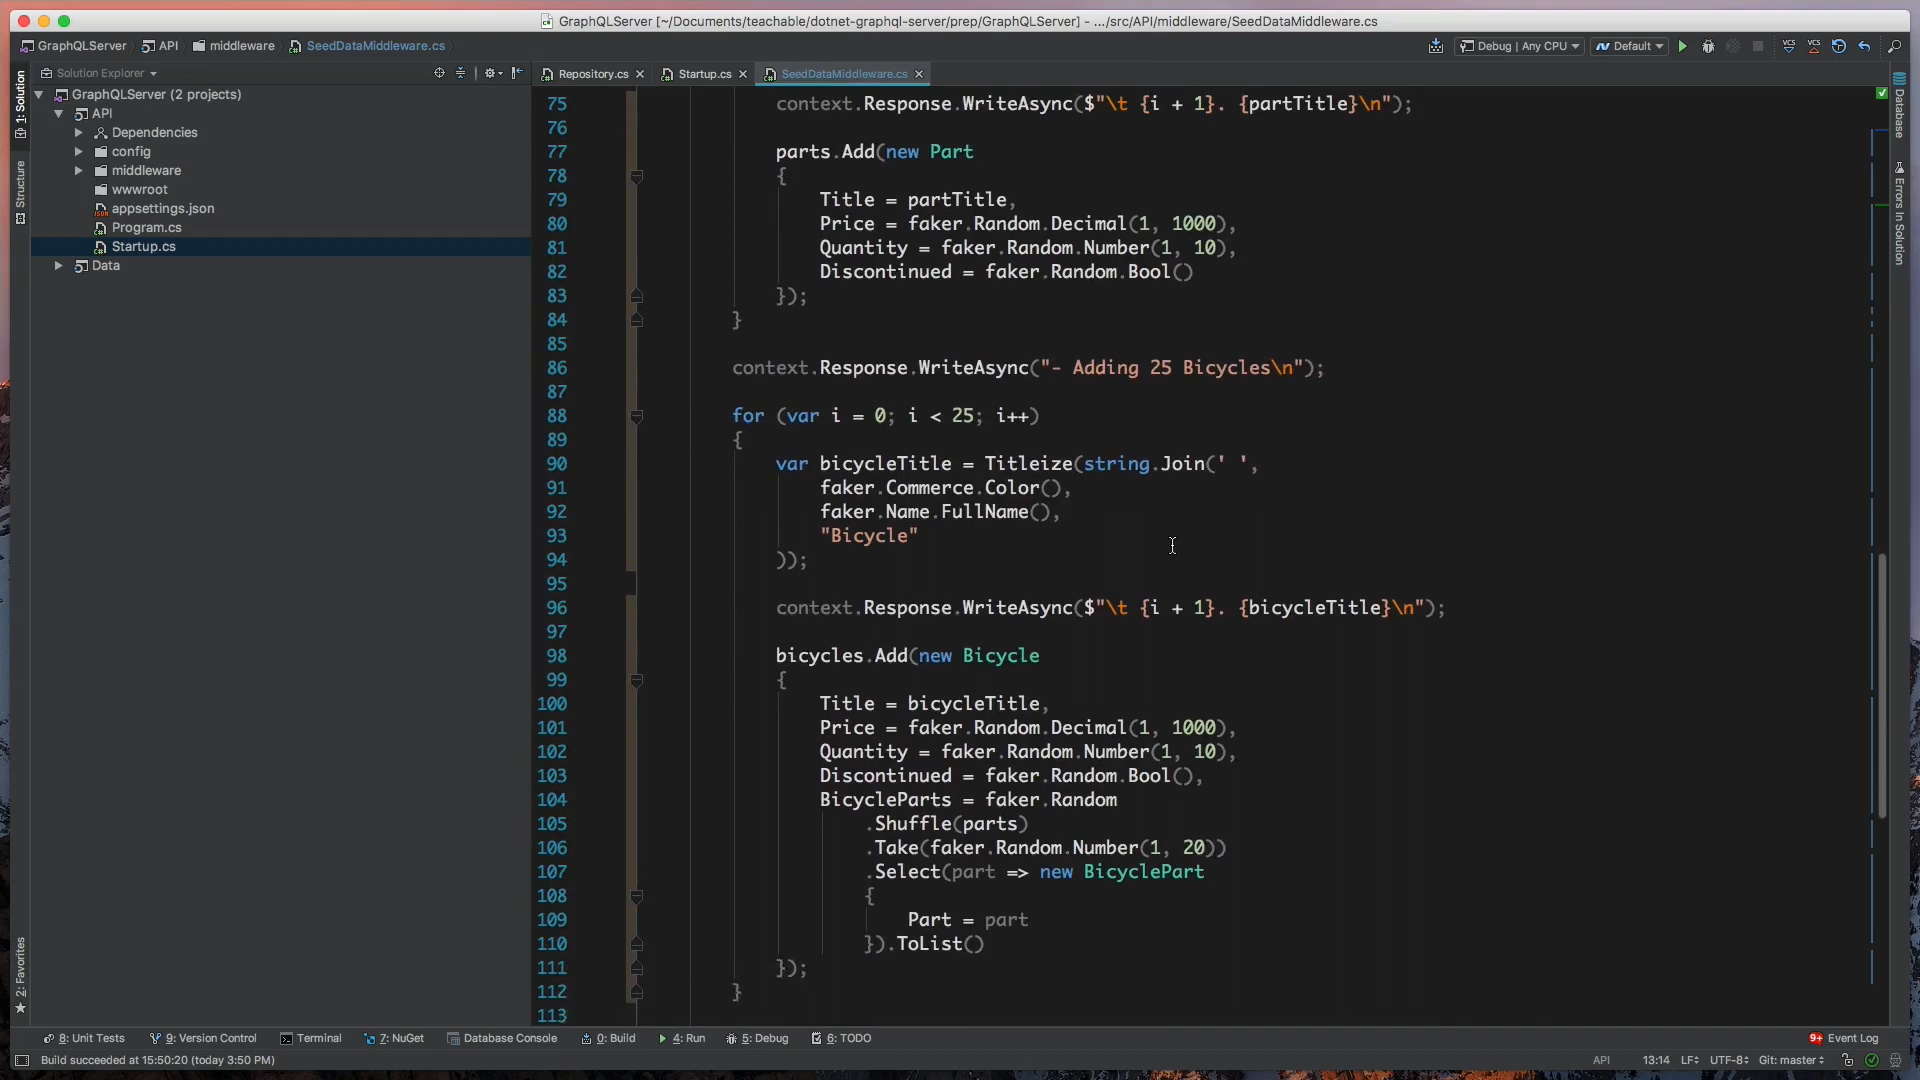 GraphQLServer [~/Documents/teachable/dotnet-graphql-server/prep/GraphQLServer] - .../src/API/middleware/SeedDataMiddleware.cs
GraphQLServer API middleware SeedDataMiddleware.cs
Debug | Any CPU Default
Solution Explorer
Repository.cs Startup.cs SeedDataMiddleware.cs
1: Solution
Structure
2: Favorites
GraphQLServer (2 projects)
API
Dependencies
config
middleware
wwwroot
appsettings.json
Program.cs
Startup.cs
Data
75 context.Response.WriteAsync($"\t {i + 1}. {partTitle}\n");
76
77 parts.Add(new Part
78 {
79 Title = partTitle,
80 Price = faker.Random.Decimal(1, 1000),
81 Quantity = faker.Random.Number(1, 10),
82 Discontinued = faker.Random.Bool()
83 });
84 }
85
86 context.Response.WriteAsync("- Adding 25 Bicycles\n");
87
88 for (var i = 0; i < 25; i++)
89 {
90 var bicycleTitle = Titleize(string.Join(' ',
91 faker.Commerce.Color(),
92 faker.Name.FullName(),
93 "Bicycle"
94 ));
95
96 context.Response.WriteAsync($"\t {i + 1}. {bicycleTitle}\n");
97
98 bicycles.Add(new Bicycle
99 {
100 Title = bicycleTitle,
101 Price = faker.Random.Decimal(1, 1000),
102 Quantity = faker.Random.Number(1, 10),
103 Discontinued = faker.Random.Bool(),
104 BicycleParts = faker.Random
105 .Shuffle(parts)
106 .Take(faker.Random.Number(1, 20))
107 .Select(part => new BicyclePart
108 {
109 Part = part
110 }).ToList()
111 });
112 }
113
Database
Errors In Solution
8: Unit Tests 9: Version Control Terminal 7: NuGet Database Console 0: Build 4: Run 5: Debug 6: TODO 9+ Event Log
Build succeeded at 15:50:20 (today 3:50 PM) API 13:14 LF UTF-8 Git: master